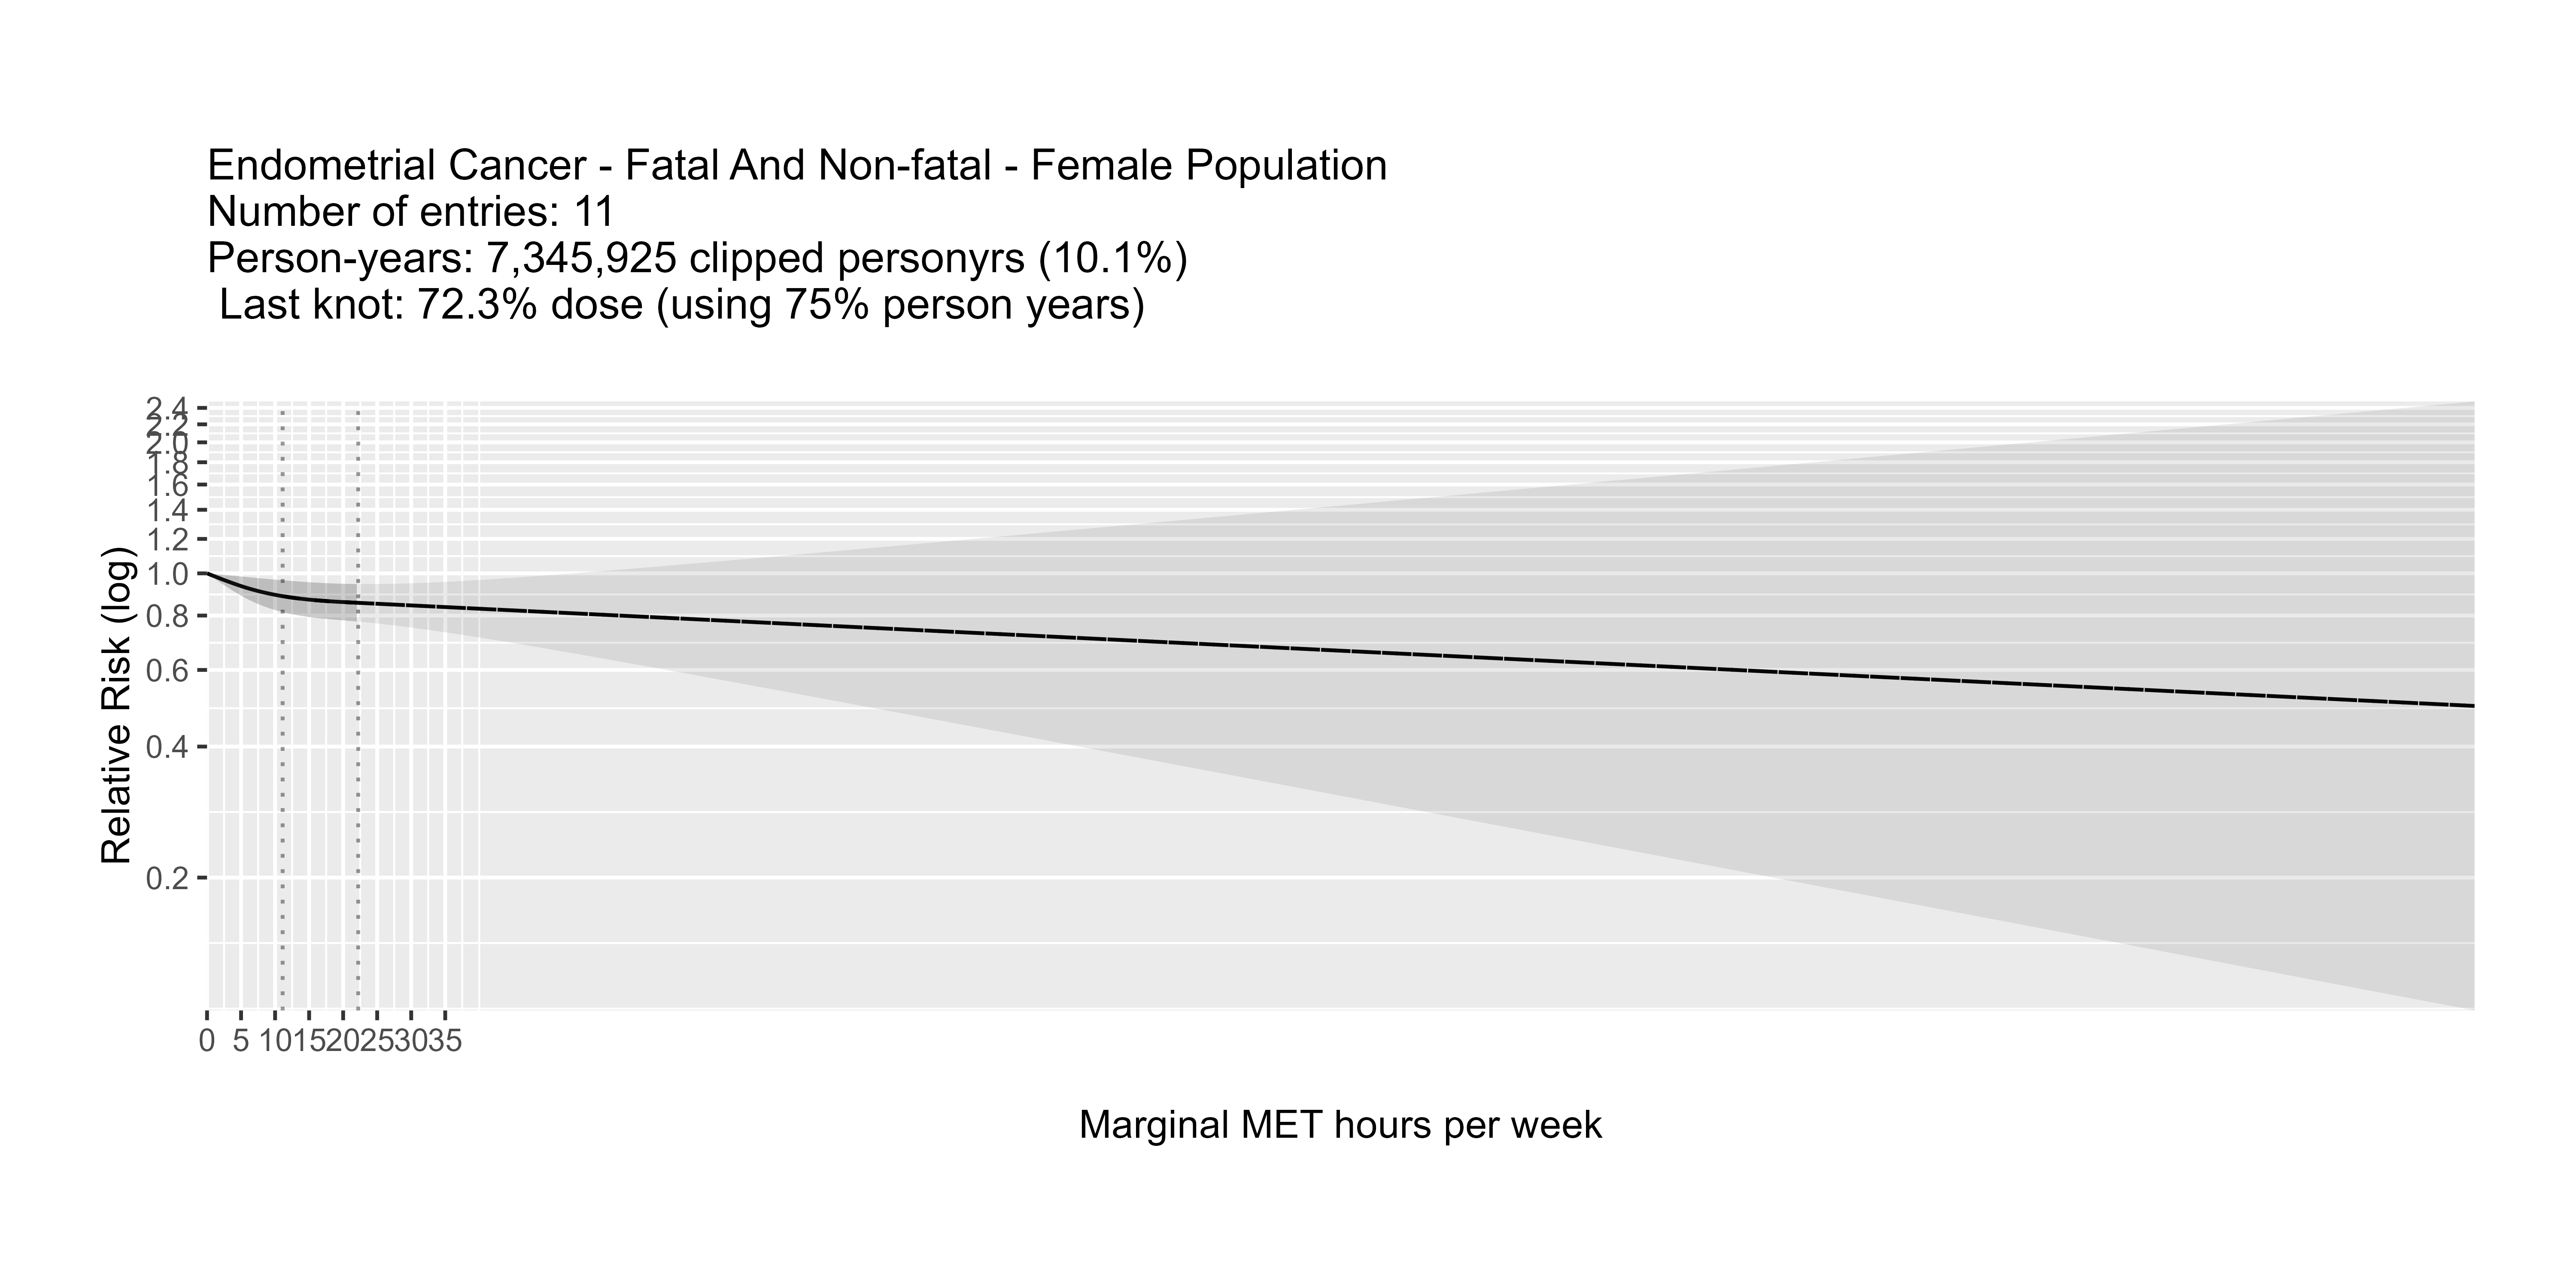 Endometrial Cancer - Fatal And Non-fatal - Female Population
Number of entries: 11
Person-years: 7,345,925 clipped personyrs (10.1%)
Last knot: 72.3% dose (using 75% person years)
2.4
2.2
2.0
1.8
1.6
1.4
1.2
1.0
0.8
0.6
0.4
0.2
Relative Risk (log)
0 5 10 15 20 25 30 35
Marginal MET hours per week